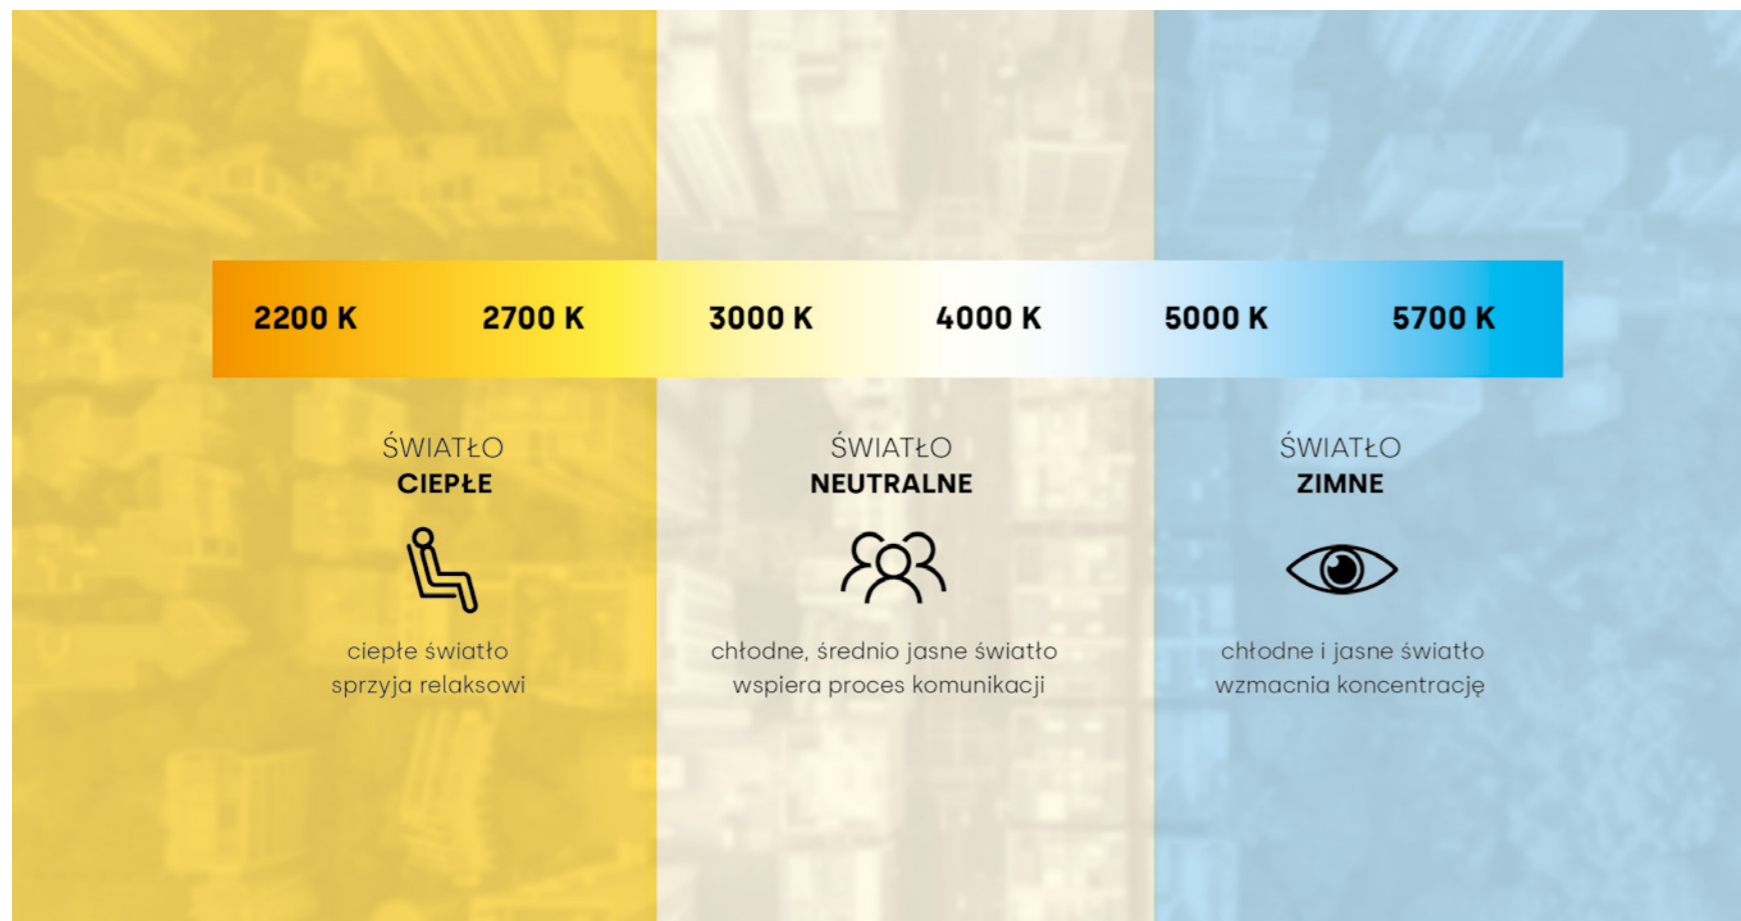 2200 K 2700 K 3000 K 4000 K 5000 K 5700 K
ŚWIATŁO
CIEPŁE
ciepłe światło
sprzyja relaksowi
ŚWIATŁO
NEUTRALNE
chłodne, średnio jasne światło
wspiera proces komunikacji
ŚWIATŁO
ZIMNE
chłodne i jasne światło
wzmacnia koncentrację